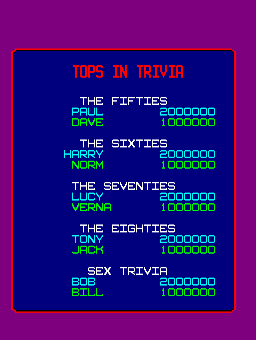 TOPS IN TRIVIA
THE FIFTIES
PAUL 2000000
DAVE 1000000
THE SIXTIES
HARRY 2000000
NORM 1000000
THE SEVENTIES
LUCY 2000000
VERNA 1000000
THE EIGHTIES
TONY 2000000
JACK 1000000
SEX TRIVIA
BOB 2000000
BILL 1000000